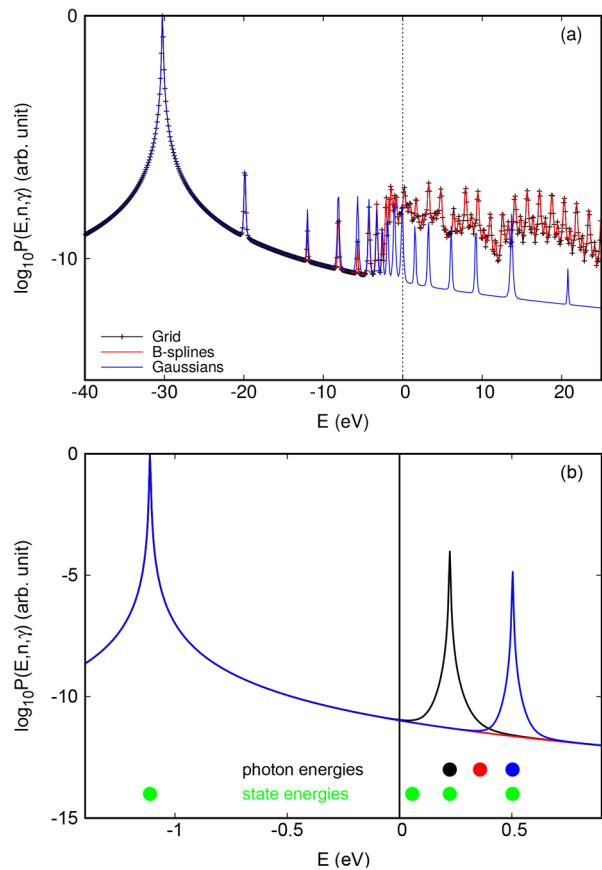 (a)
0
-5
-10
log10P(E,n,γ) (arb. unit)
Grid
B-splines
Gaussians
-40 -30 -20 -10 0 10 20
E (eV)
(b)
0
-5
-10
-15
log10P(E,n,γ) (arb. unit)
photon energies
state energies
-1 -0.5 0 0.5
E (eV)